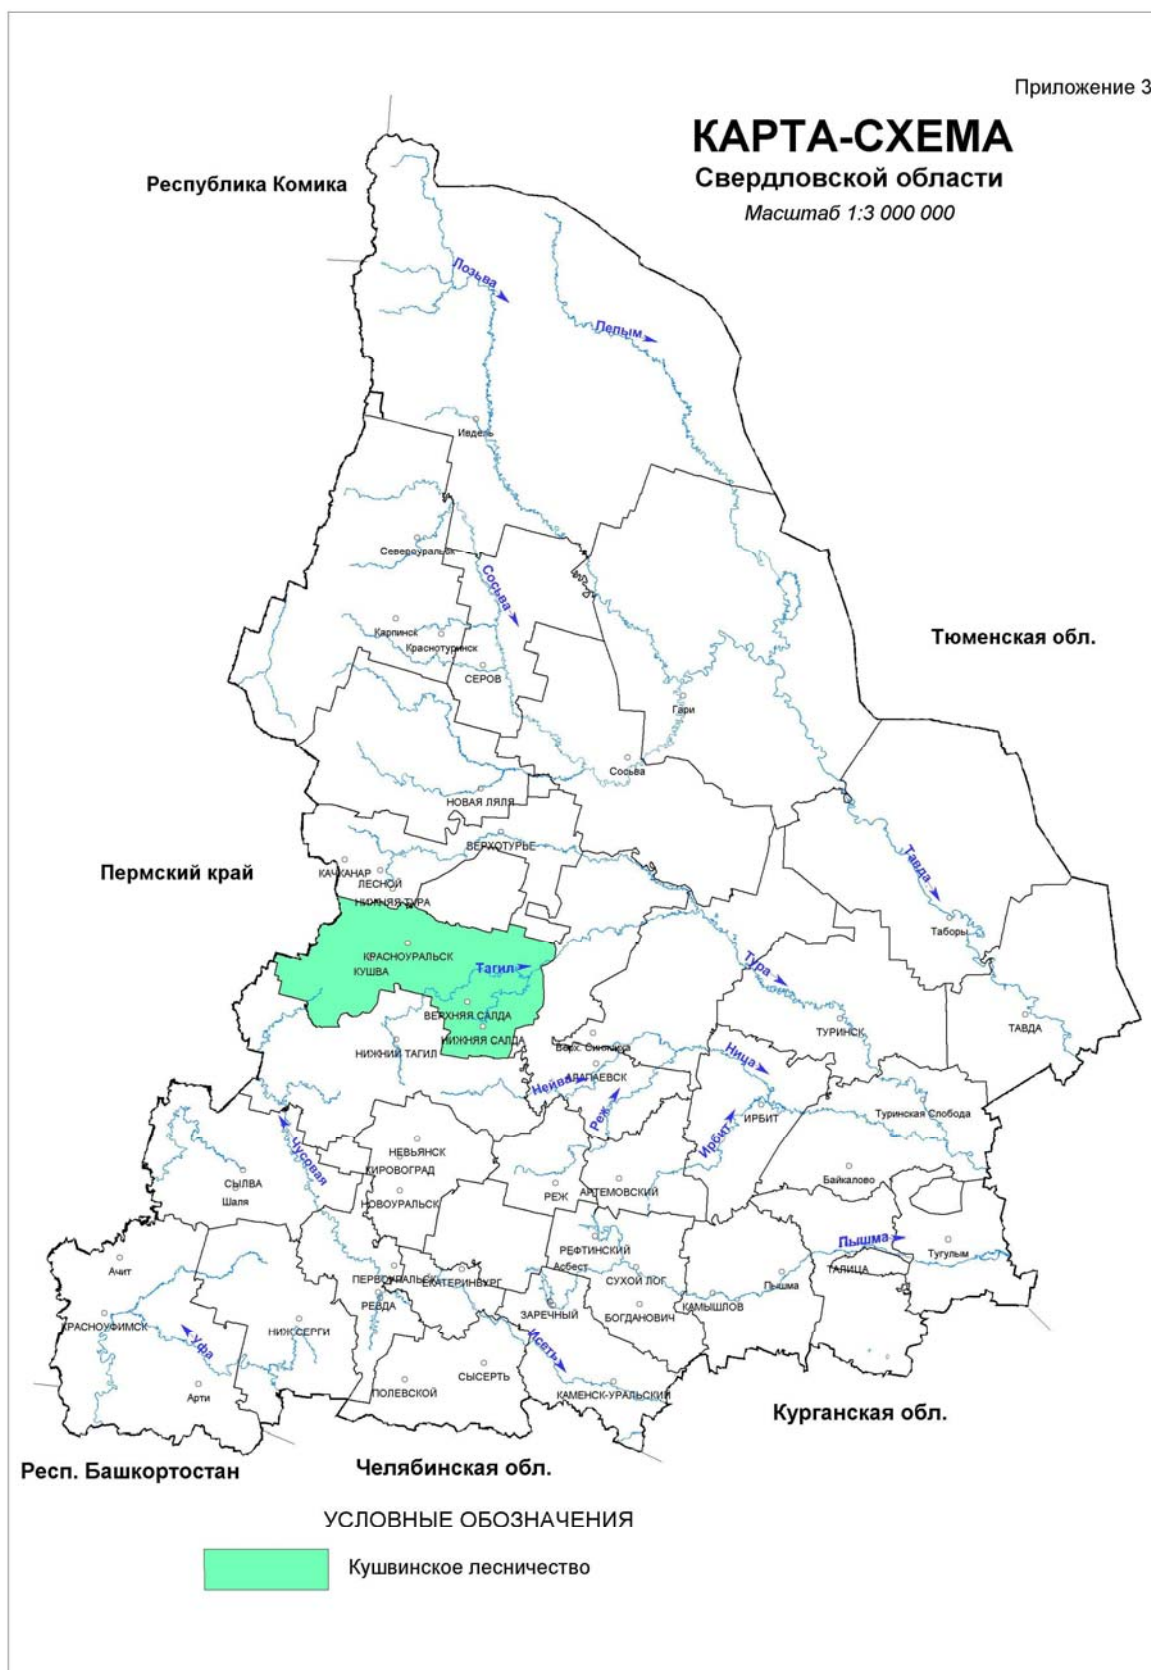 Приложение 3
КАРТА-СХЕМА
Свердловской области
Масштаб 1:3 000 000
Республика Комика
Лозьва
Пелым
Ивдель
Североуральск
Сосьва
Карпинск
Краснотуринск
СЕРОВ
Тюменская обл.
Гари
Сосьва
НОВАЯ ЛЯЛЯ
ВЕРХОТУРЬЕ
Пермский край
КАЧКАНАР
ЛЕСНОЙ
НИЖНЯЯ ТУРА
Тавда
Таборы
КРАСНОУРАЛЬСК
КУШВА
Тагил
Тура
ВЕРХНЯЯ САЛДА
НИЖНЯЯ САЛДА
ТУРИНСК
ТАВДА
НИЖНИЙ ТАГИЛ
Верх. Синячиха
Ница
АЛАПАЕВСК
Нейва
Реж
Ирбит
ИРБИТ
Туринская Слобода
Чусовая
НЕВЬЯНСК
КИРОВОГРАД
СЫЛВА
Шаля
НОВОУРАЛЬСК
РЕЖ
АРТЕМОВСКИЙ
Байкалово
Пышма
Тугулым
РЕФТИНСКИЙ
Асбест
СУХОЙ ЛОГ
ТАЛИЦА
Ачит
ПЕРВОУРАЛЬСК
ЕКАТЕРИНБУРГ
Пышма
РЕВДА
ЗАРЕЧНЫЙ
БОГДАНОВИЧ
КАМЫШЛОВ
КРАСНОУФИМСК
Уфа
НИЖ.СЕРГИ
Исеть
СЫСЕРТЬ
ПОЛЕВСКОЙ
КАМЕНСК-УРАЛЬСКИЙ
Арти
Курганская обл.
Респ. Башкортостан
Челябинская обл.
УСЛОВНЫЕ ОБОЗНАЧЕНИЯ
Кушвинское лесничество